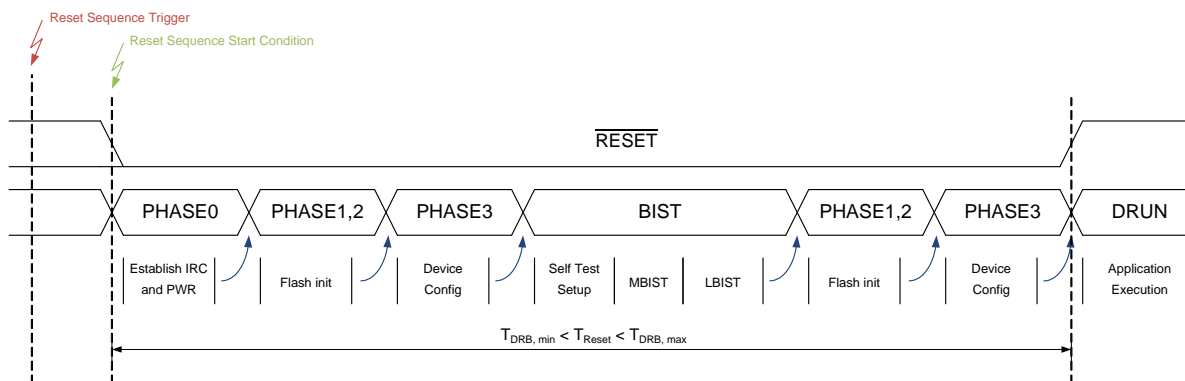 Reset Sequence Trigger
Reset Sequence Start Condition
RESET
PHASE0
PHASE1,2
PHASE3
BIST
PHASE1,2
PHASE3
DRUN
Establish IRC
and PWR
Flash init
Device
Config
Self Test
Setup
MBIST
LBIST
Flash init
Device
Config
Application
Execution
TDRB, min < TReset < TDRB, max